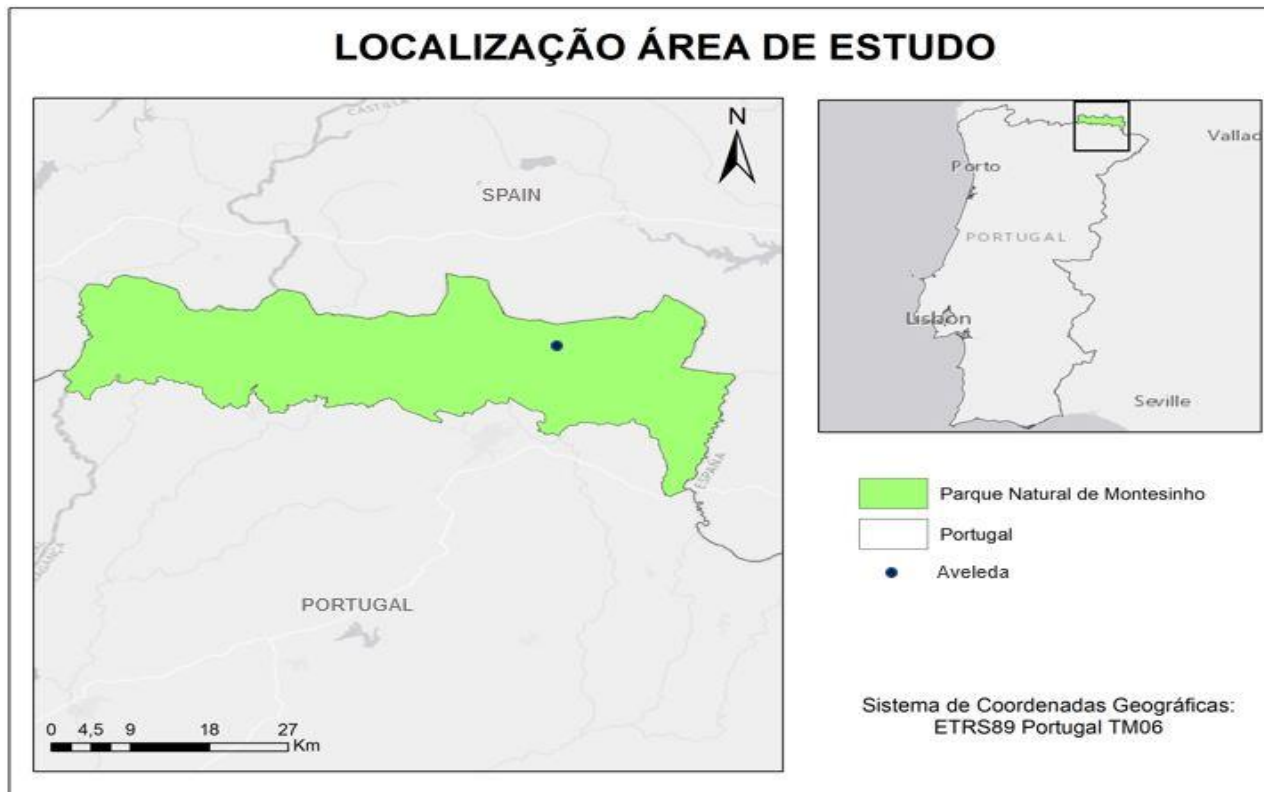 LOCALIZAÇÃO ÁREA DE ESTUDO
N
SPAIN
ESPAÑA
PORTUGAL
0 4,5 9 18 27
Km
Vallad
Porto
PORTUGAL
Lisbon
Seville
Parque Natural de Montesinho
Portugal
Aveleda
Sistema de Coordenadas Geográficas:
ETRS89 Portugal TM06